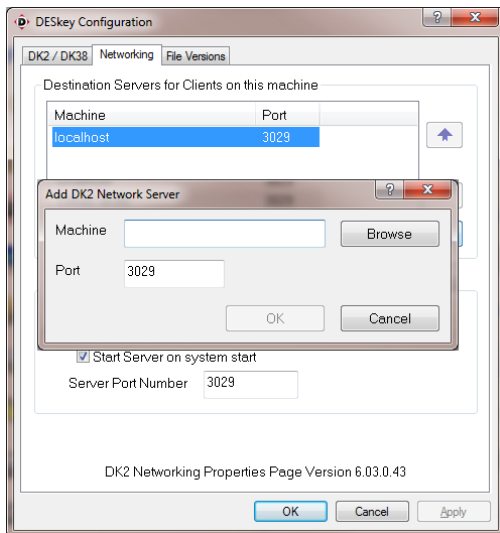 DESkey Configuration
DK2 / DK38 Networking File Versions
Destination Servers for Clients on this machine
Machine Port
localhost 3029
Add DK2 Network Server
Machine Browse
Port 3029
OK Cancel
Start Server on system start
Server Port Number 3029
DK2 Networking Properties Page Version 6.03.0.43
OK Cancel Apply